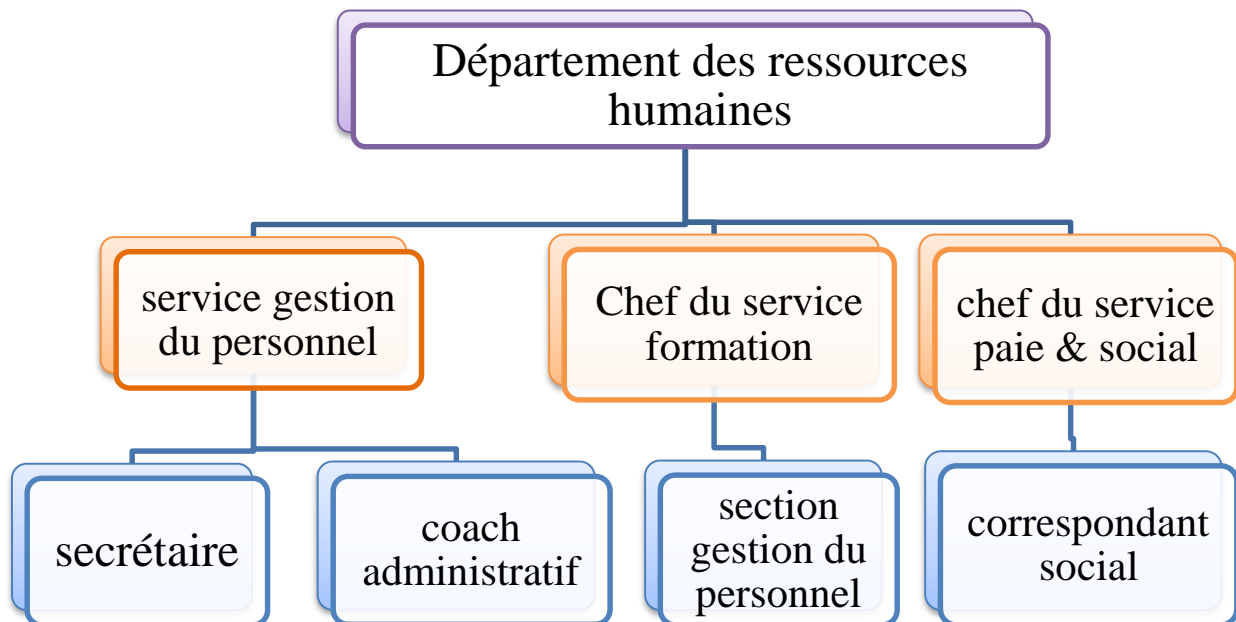 Département des ressources
humaines
service gestion
du personnel
Chef du service
formation
chef du service
paie & social
secrétaire
coach
administratif
section
gestion du
personnel
correspondant
social